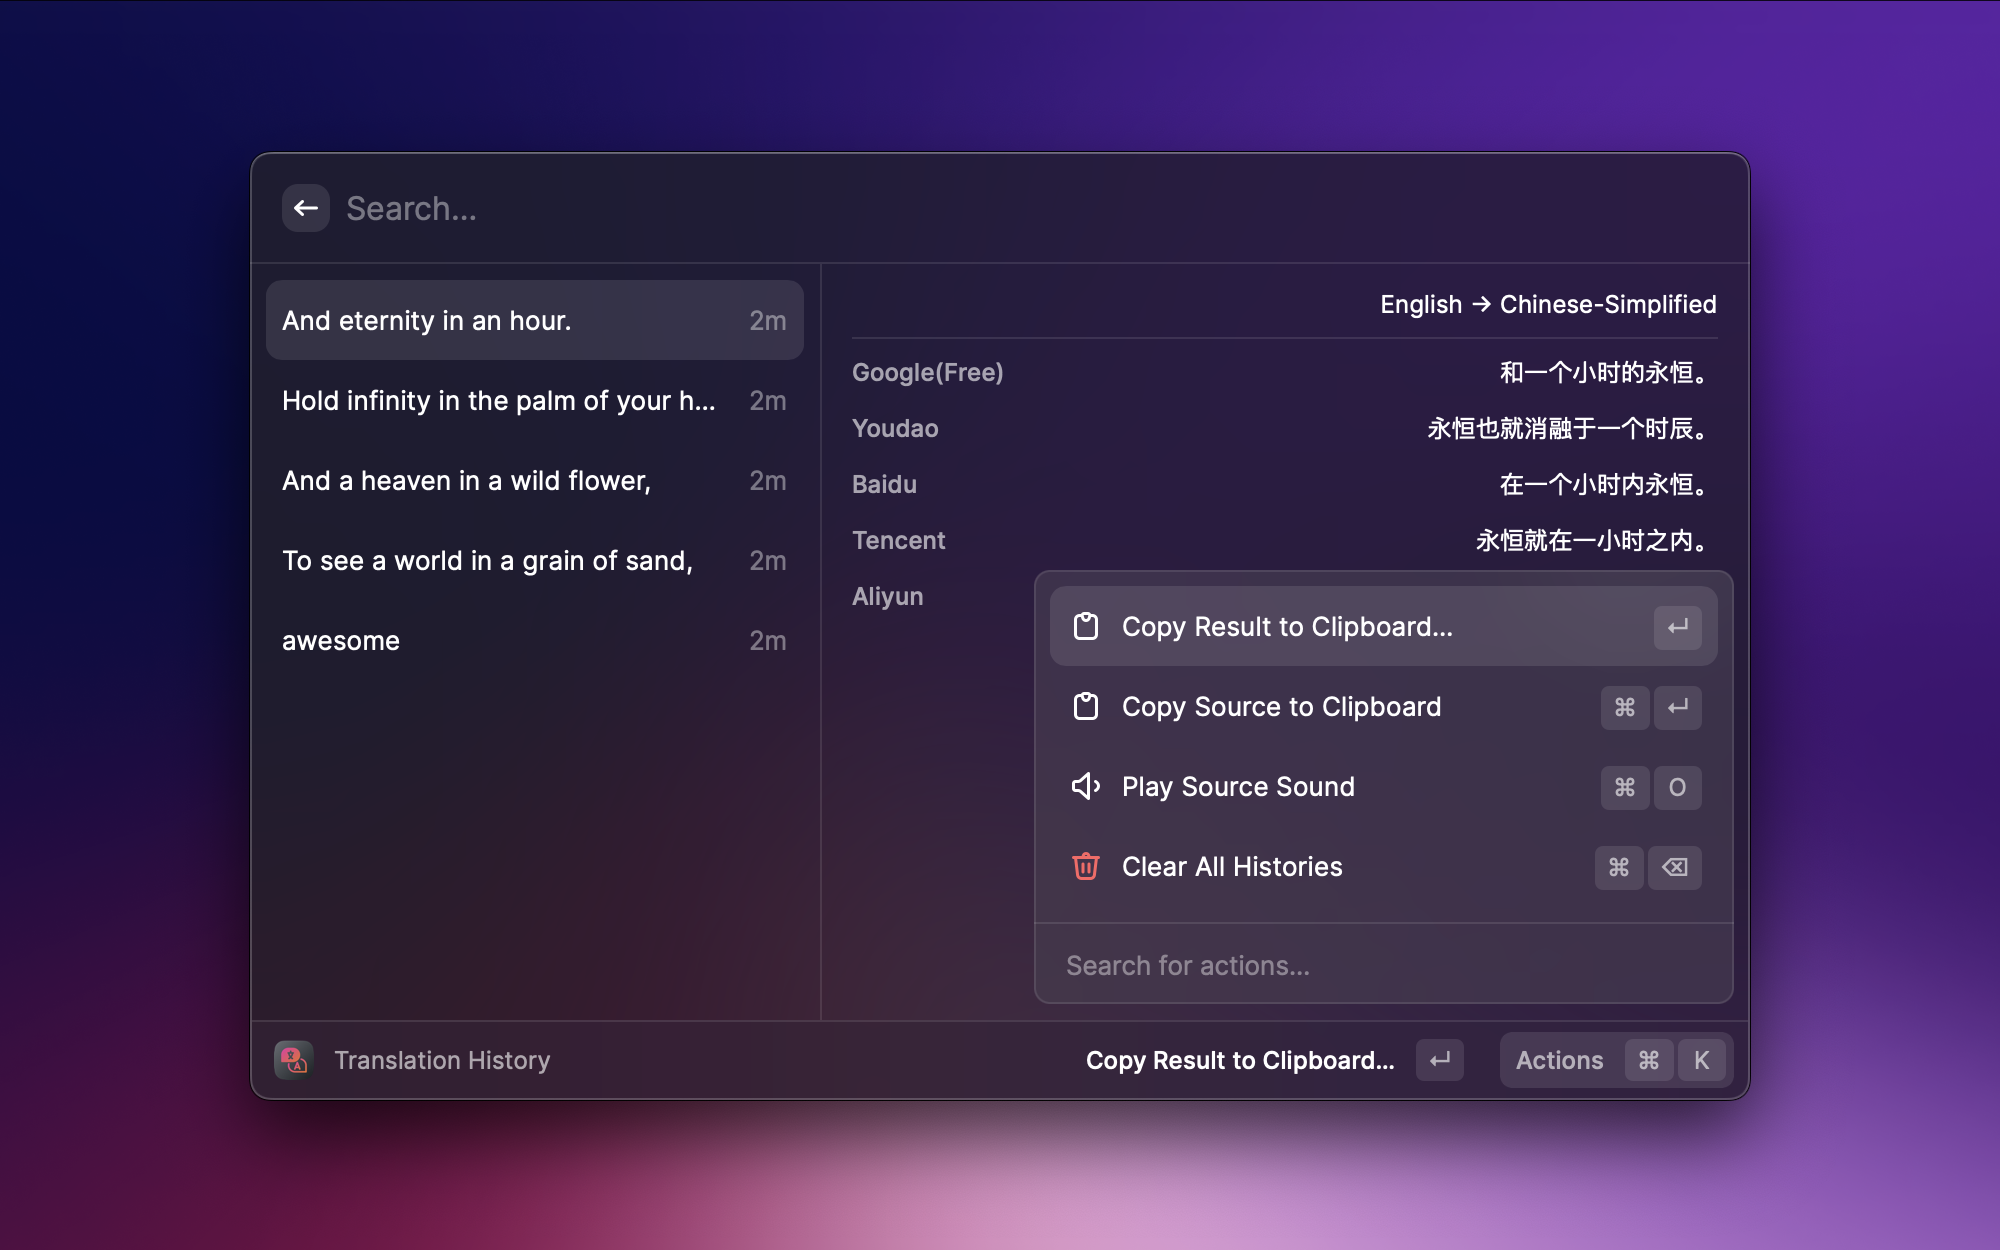 Search...
And eternity in an hour. 2m
Hold infinity in the palm of your h... 2m
And a heaven in a wild flower, 2m
To see a world in a grain of sand, 2m
awesome 2m
English → Chinese-Simplified
Google(Free) 和一个小时的永恒。
Youdao 永恒也就消融于一个时辰。
Baidu 在一个小时内永恒。
Tencent 永恒就在一小时之内。
Aliyun
Copy Result to Clipboard... ↵
Copy Source to Clipboard ⌘ ↵
Play Source Sound ⌘ O
Clear All Histories ⌘ ⌫
Search for actions...
Translation History
Copy Result to Clipboard... ↵
Actions ⌘ K